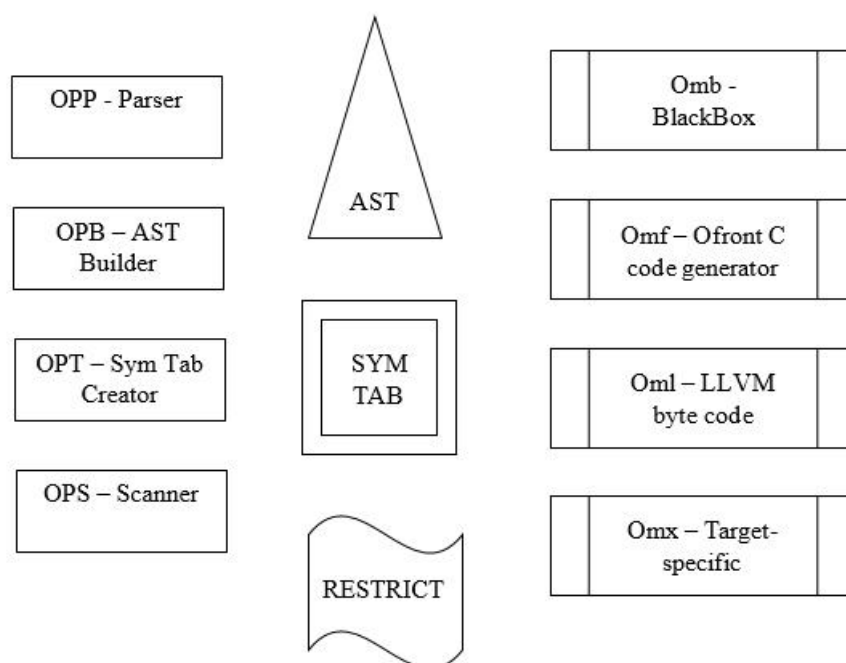 OPP - Parser
OPB – AST
Builder
OPT – Sym Tab
Creator
OPS – Scanner
AST
SYM
TAB
RESTRICT
Omb -
BlackBox
Omf – Ofront C
code generator
Oml – LLVM
byte code
Omx – Target-
specific